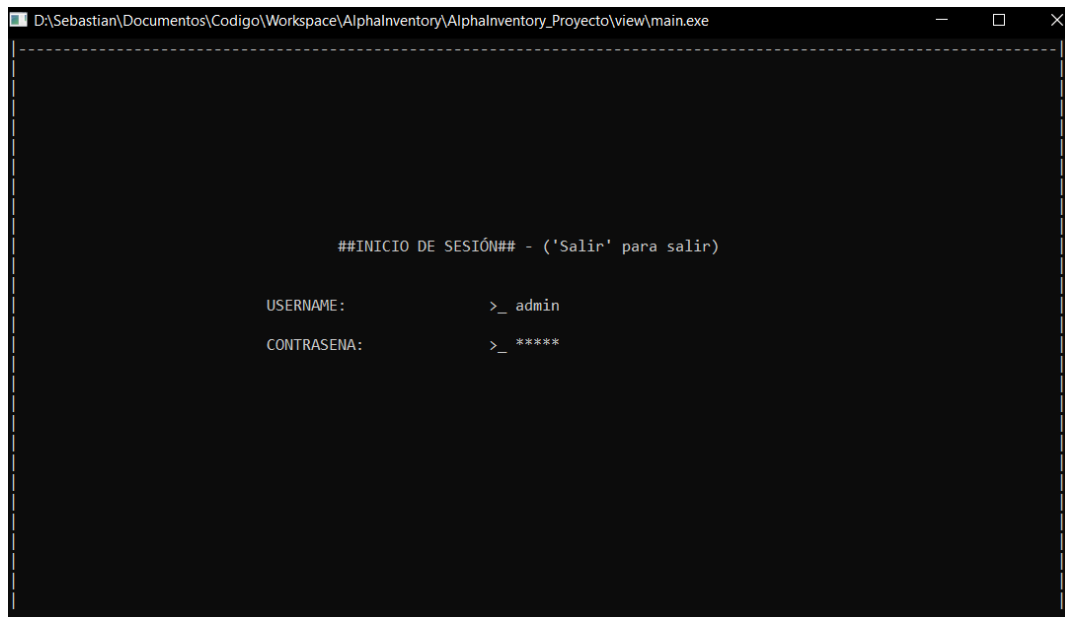 D:\Sebastian\Documentos\Codigo\Workspace\AlphaInventory\AlphaInventory_Proyecto\view\main.exe
##INICIO DE SESIÓN## - ('Salir' para salir)
USERNAME: >_ admin
CONTRASENA: >_ *****